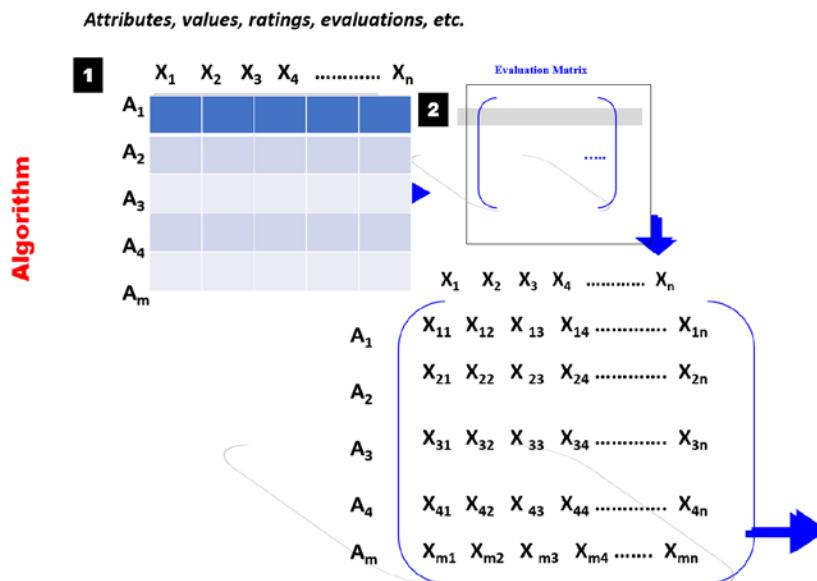 Attributes, values, ratings, evaluations, etc.
1
X₁ X₂ X₃ X₄ ............. Xₙ
A₁
A₂
A₃
A₄
Aₘ
Algorithm
2
Evaluation Matrix
.....
X₁ X₂ X₃ X₄ ............. Xₙ
A₁ X₁₁ X₁₂ X₁₃ X₁₄ ............. X₁ₙ
A₂ X₂₁ X₂₂ X₂₃ X₂₄ ............. X₂ₙ
A₃ X₃₁ X₃₂ X₃₃ X₃₄ ............. X₃ₙ
A₄ X₄₁ X₄₂ X₄₃ X₄₄ ............. X₄ₙ
Aₘ Xₘ₁ Xₘ₂ Xₘ₃ Xₘ₄ ....... Xₘₙ